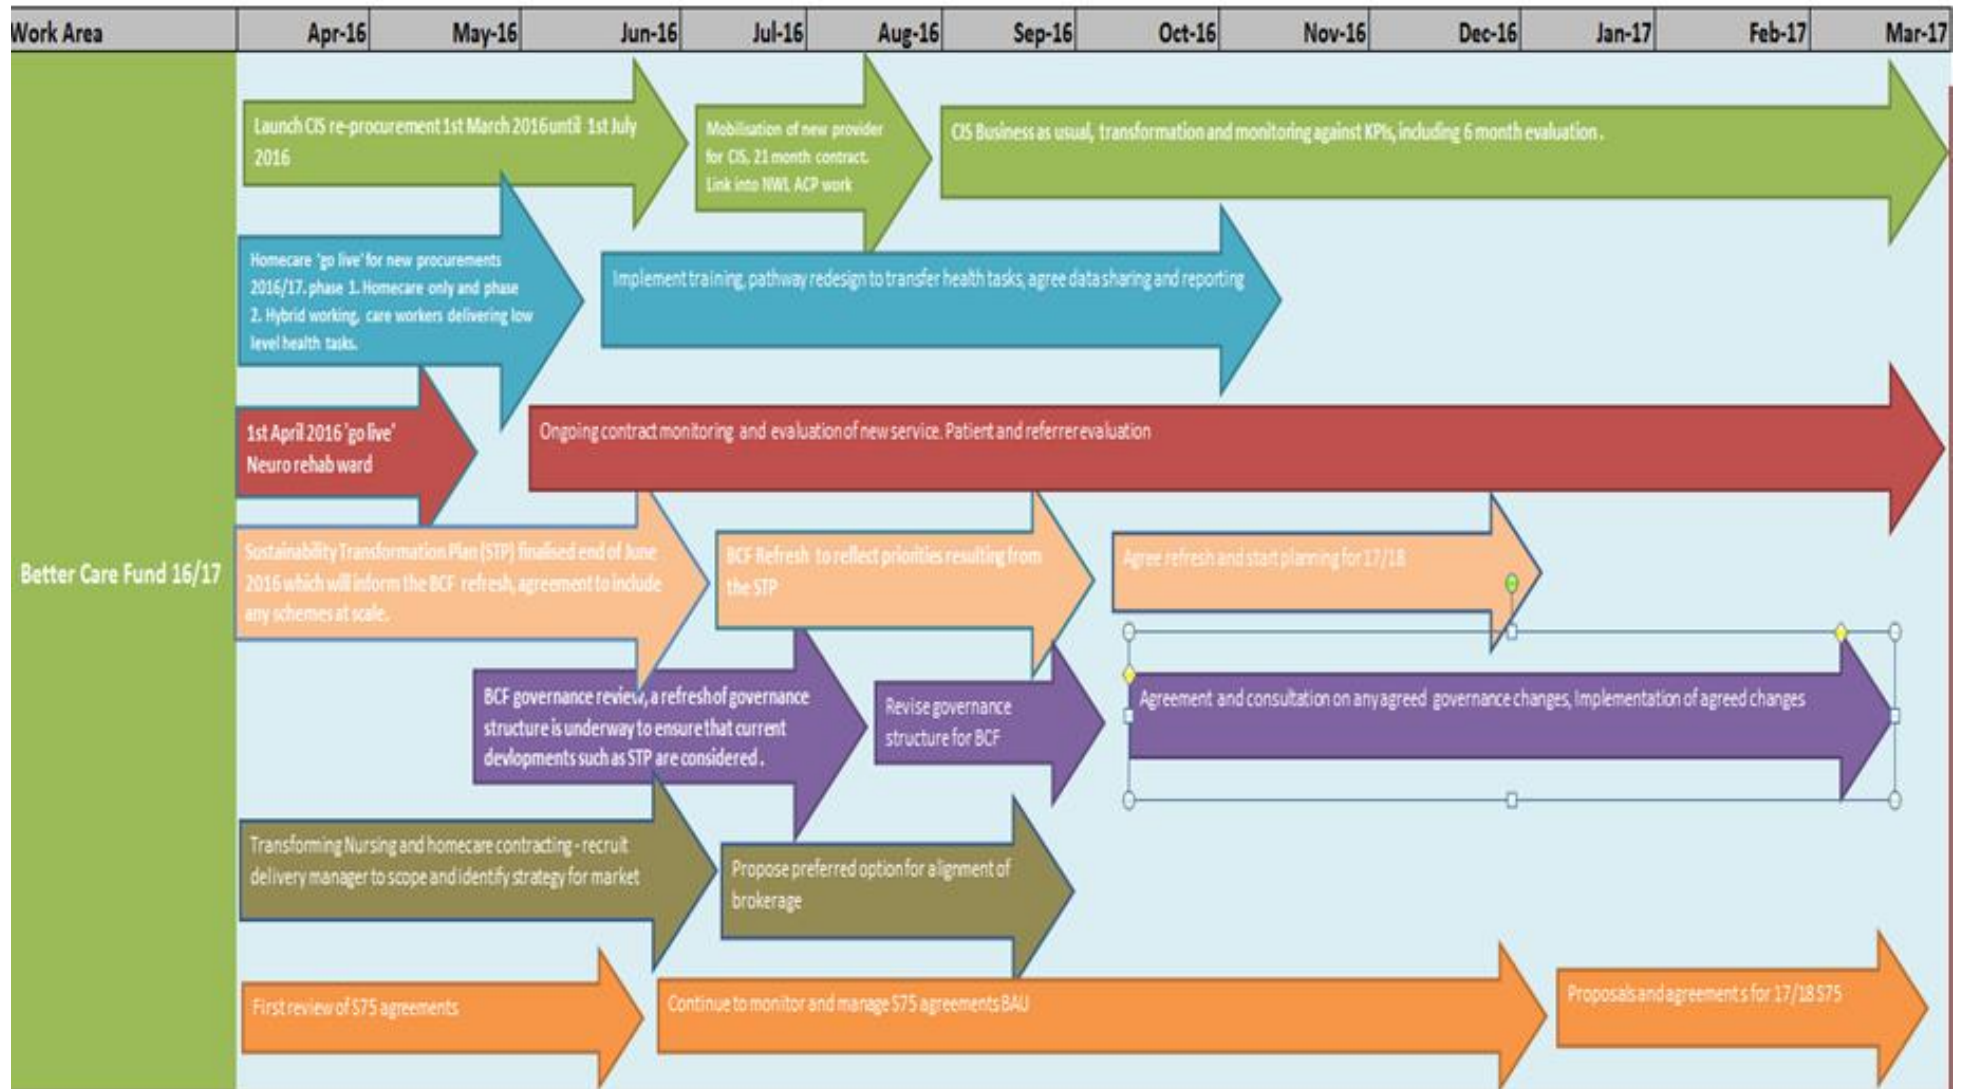 Work Area Apr-16 May-16 Jun-16 Jul-16 Aug-16 Sep-16 Oct-16 Nov-16 Dec-16 Jan-17 Feb-17 Mar-17
Better Care Fund 16/17
Launch CIS re-procurement 1st March 2016 until 1st July
2016
Mobilisation of new provider
for CIS, 21 month contract.
Link into NWL ACP work
CIS Business as usual, transformation and monitoring against KPIs, including 6 month evaluation .
Homecare 'go live' for new procurements
2016/17. phase 1. Homecare only and phase
2. Hybrid working, care workers delivering low
level health tasks.
Implement training, pathway redesign to transfer health tasks, agree data sharing and reporting
1st April 2016 'go live'
Neuro rehab ward
Ongoing contract monitoring and evaluation of new service. Patient and referrer evaluation
Sustainability Transformation Plan (STP) finalised end of June
2016 which will inform the BCF refresh, agreement to include
any schemes at scale.
BCF Refresh to reflect priorities resulting from
the STP
Agree refresh and start planning for 17/18
BCF governance review, a refresh of governance
structure is underway to ensure that current
devlopments such as STP are considered .
Revise governance
structure for BCF
Agreement and consultation on any agreed governance changes, Implementation of agreed changes
Transforming Nursing and homecare contracting - recruit
delivery manager to scope and identify strategy for market
Propose preferred option for alignment of
brokerage
First review of S75 agreements
Continue to monitor and manage S75 agreements BAU
Proposals and agreements for 17/18 S75